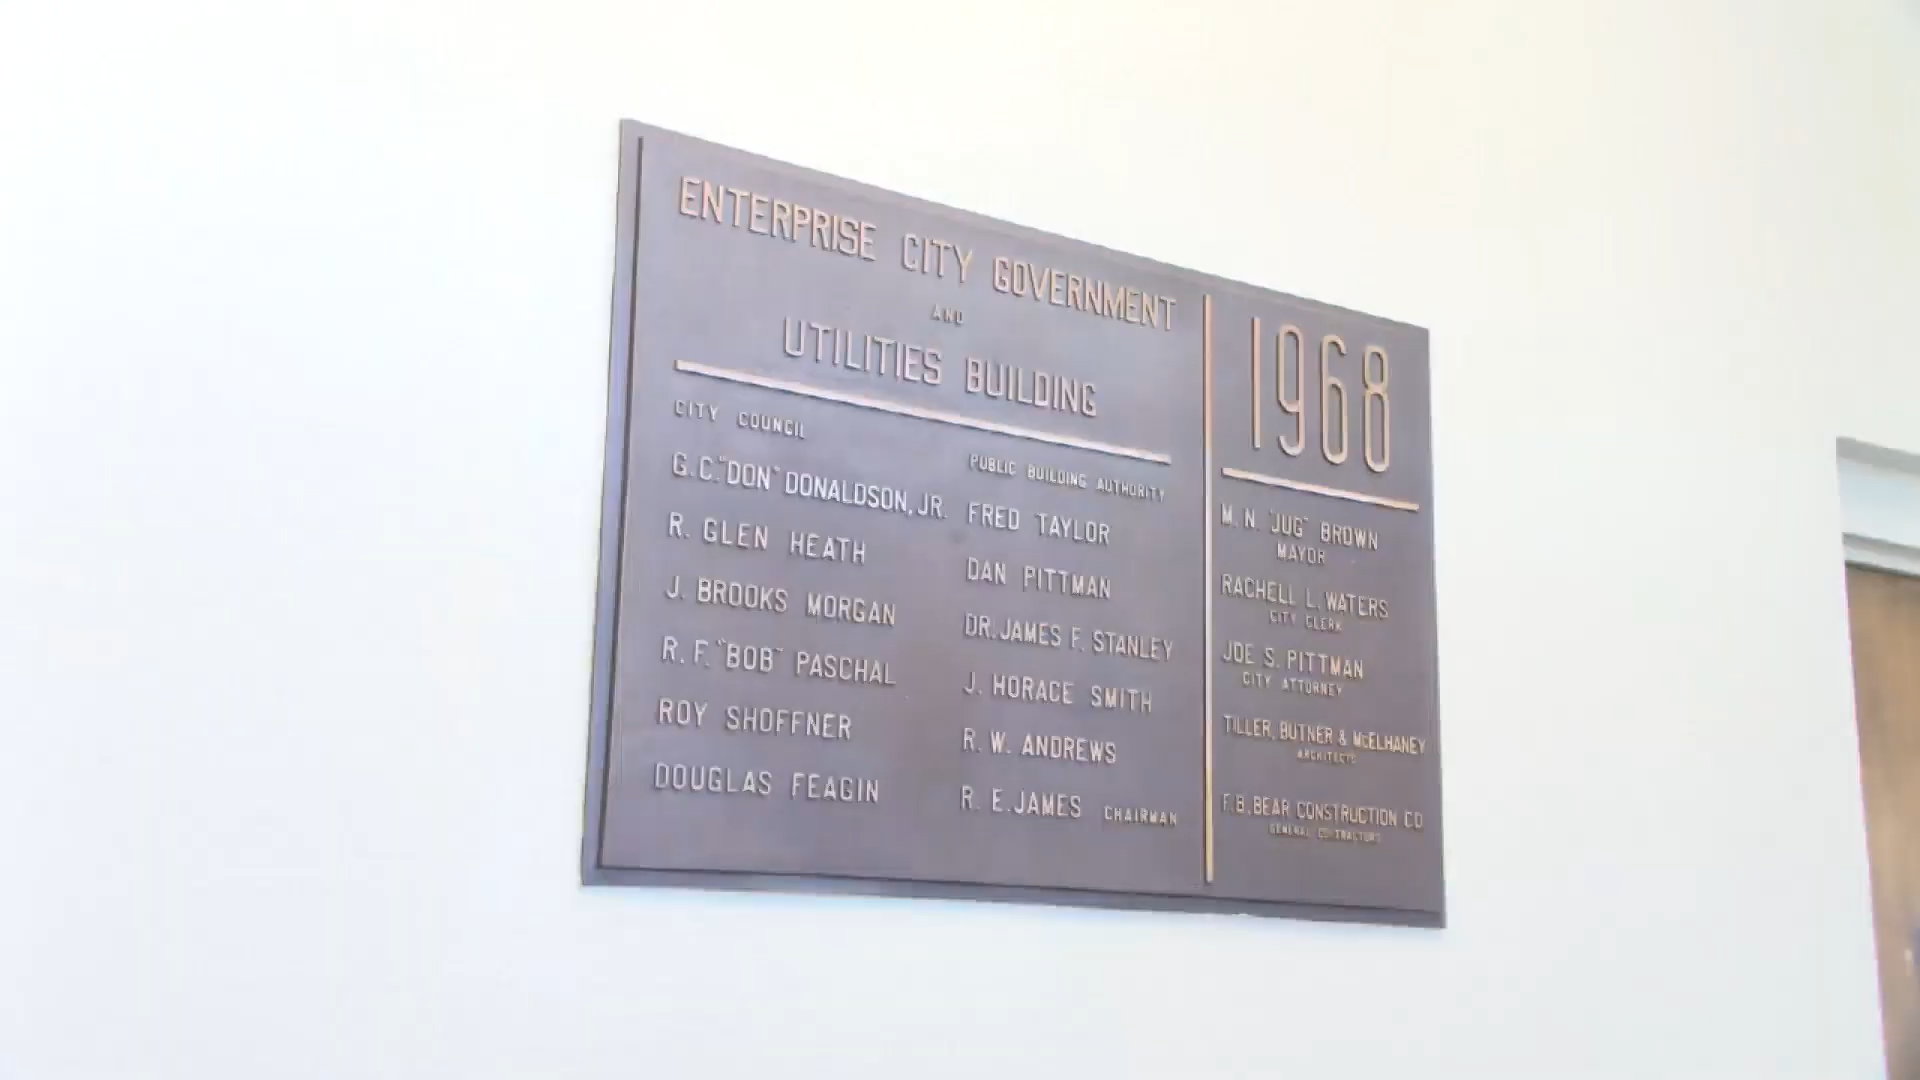 ENTERPRISE CITY GOVERNMENT
AND
UTILITIES BUILDING
CITY COUNCIL
G. C. "DON" DONALDSON, JR.
R. GLEN HEATH
J. BROOKS MORGAN
R. F. "BOB" PASCHAL
ROY SHOFFNER
DOUGLAS FEAGIN
PUBLIC BUILDING AUTHORITY
FRED TAYLOR
DAN PITTMAN
DR. JAMES F. STANLEY
J. HORACE SMITH
R. W. ANDREWS
R. E. JAMES CHAIRMAN
1968
M. N. "JUG" BROWN
MAYOR
RACHELL L. WATERS
CITY CLERK
JOE S. PITTMAN
CITY ATTORNEY
TILLER, BUTNER & McELHANEY
ARCHITECTS
F. B. BEAR CONSTRUCTION CO
GENERAL CONTRACTORS